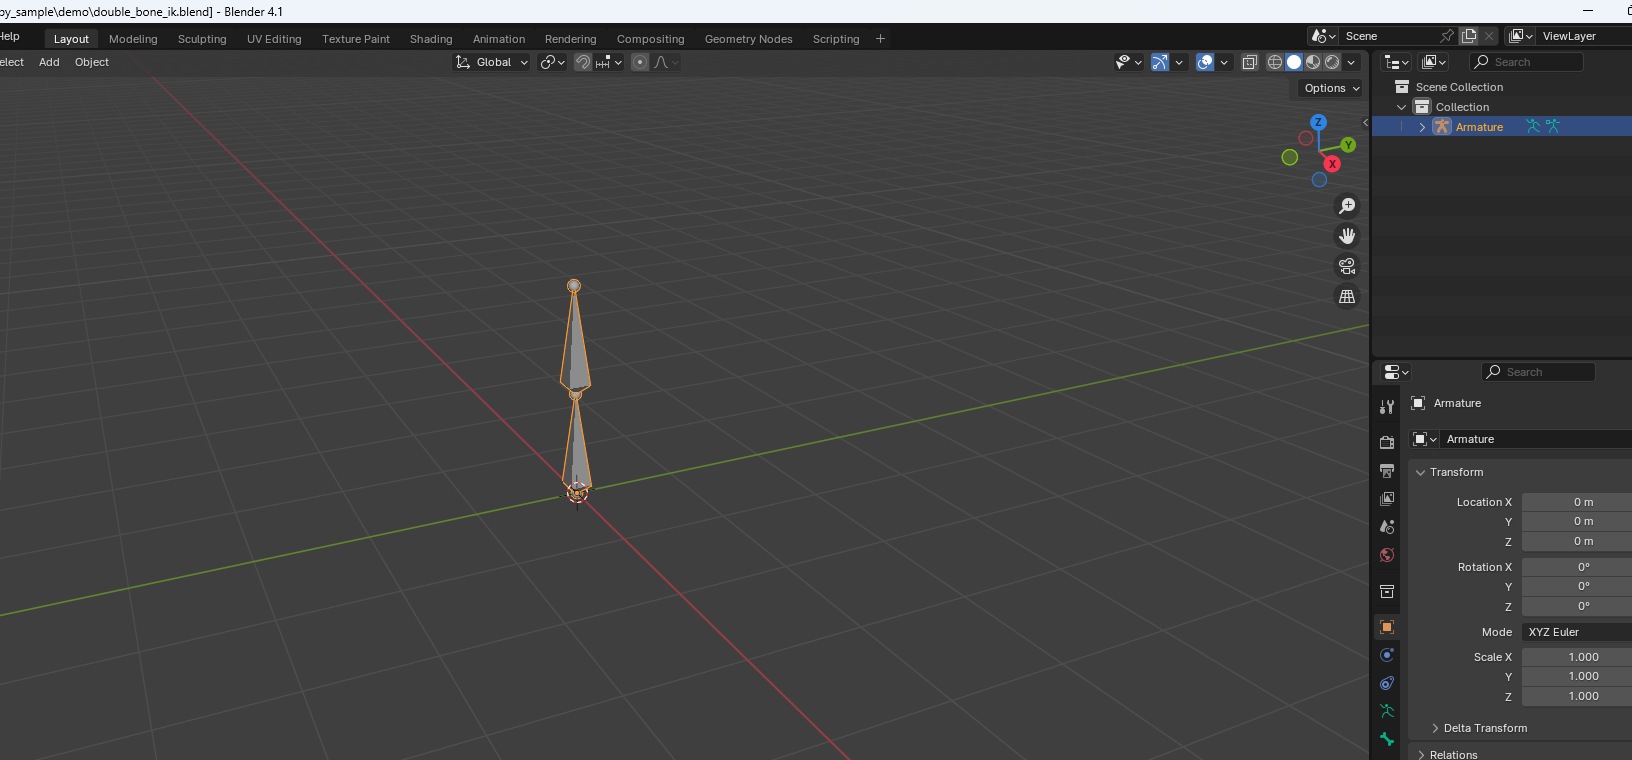 by_sample\demo\double_bone_ik.blend] - Blender 4.1
Help Layout Modeling Sculpting UV Editing Texture Paint Shading Animation Rendering Compositing Geometry Nodes Scripting + Scene ViewLayer
elect Add Object Global Search
Options
Scene Collection
Collection
Armature
Z
Y
X
Search
Armature
Armature
Transform
Location X 0 m
Y 0 m
Z 0 m
Rotation X 0°
Y 0°
Z 0°
Mode XYZ Euler
Scale X 1.000
Y 1.000
Z 1.000
Delta Transform
Relations